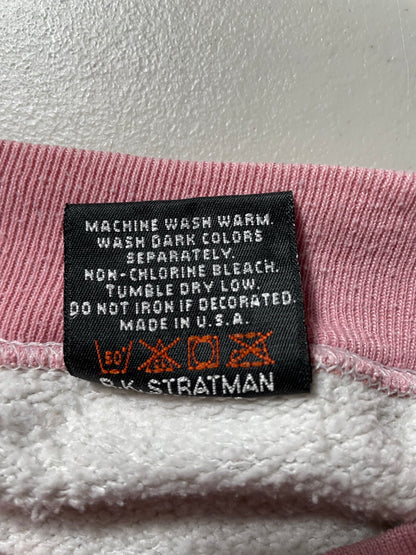 MACHINE WASH WARM.
WASH DARK COLORS
SEPARATELY.
NON-CHLORINE BLEACH.
TUMBLE DRY LOW.
DO NOT IRON IF DECORATED.
MADE IN U.S.A.
R.K. STRATMAN